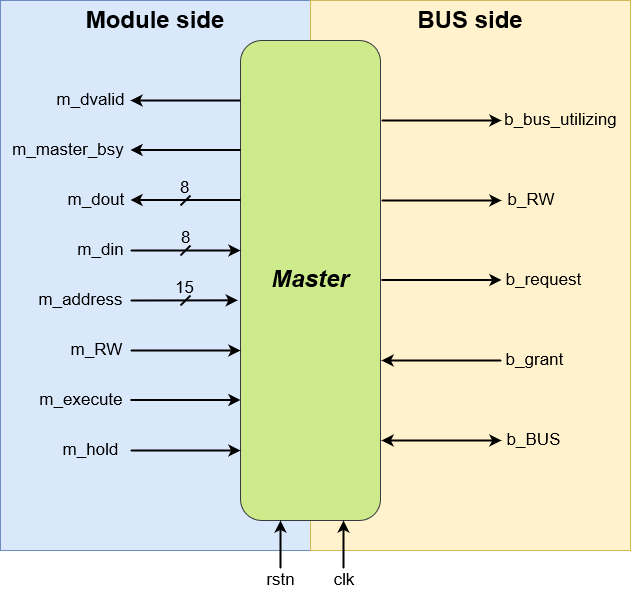 Module side
BUS side
m_dvalid
m_master_bsy
m_dout
8
m_din
8
m_address
15
m_RW
m_execute
m_hold
Master
b_bus_utilizing
b_RW
b_request
b_grant
b_BUS
rstn
clk